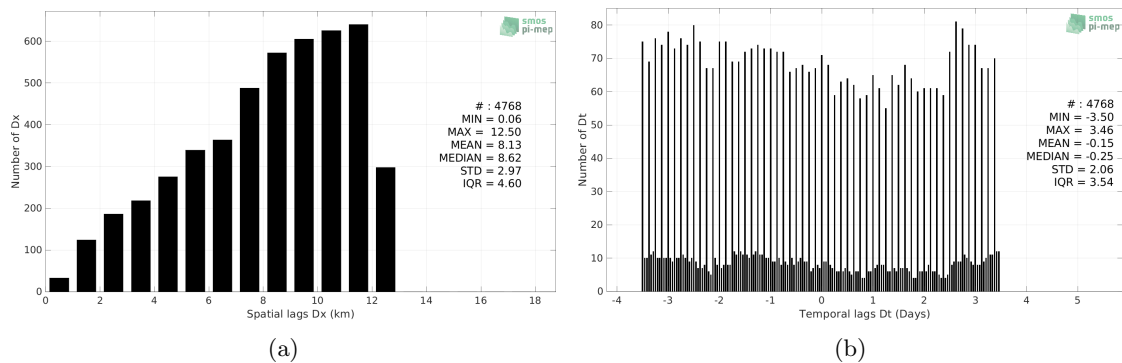 smos
pi-mep
600
500
400
300
200
100
0
Number of Dx
# : 4768
MIN = 0.06
MAX = 12.50
MEAN = 8.13
MEDIAN = 8.62
STD = 2.97
IQR = 4.60
0 2 4 6 8 10 12 14 16 18
Spatial lags Dx (km)
(a)
smos
pi-mep
80
70
60
50
40
30
20
10
0
Number of Dt
# : 4768
MIN = -3.50
MAX = 3.46
MEAN = -0.15
MEDIAN = -0.25
STD = 2.06
IQR = 3.54
-4 -3 -2 -1 0 1 2 3 4 5
Temporal lags Dt (Days)
(b)